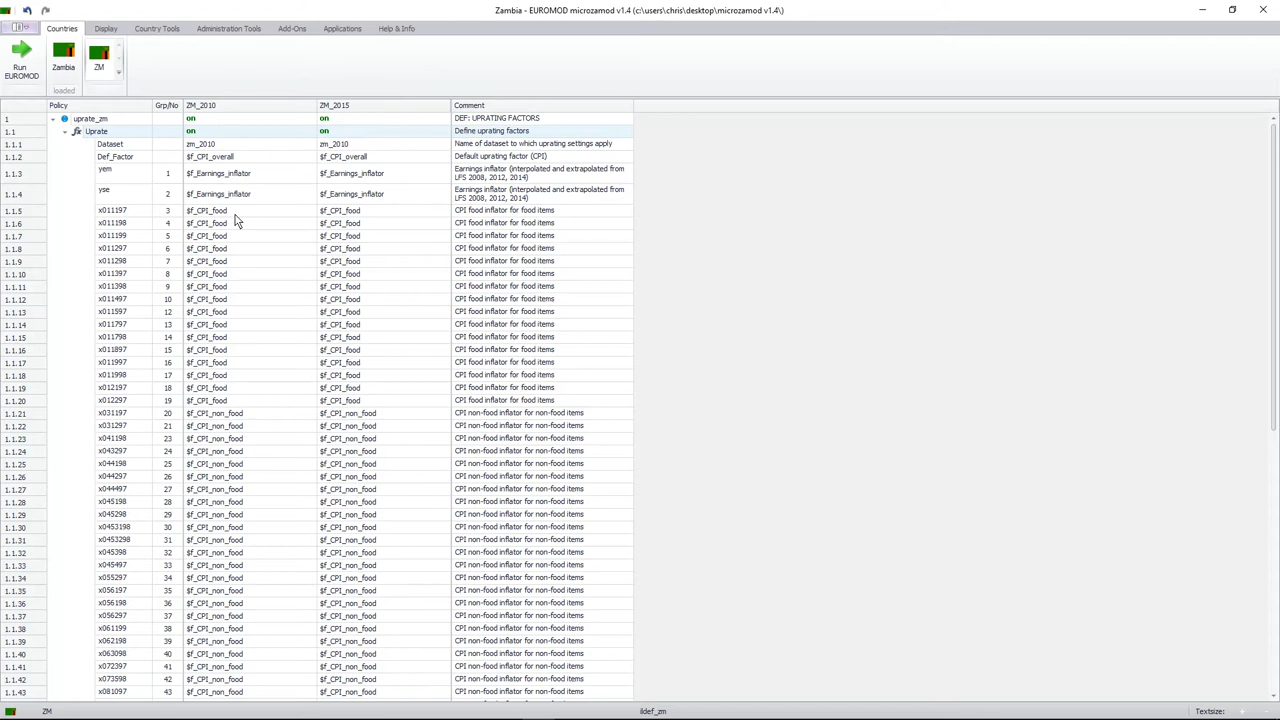 Zambia - EUROMOD microzamod v1.4 (c:\users\chris\desktop\microzamod v1.4\)
Countries Display Country Tools Administration Tools Add-Ons Applications Help & Info
Run EUROMOD
Zambia
ZM
loaded
Policy Grp/No ZM_2010 ZM_2015 Comment
1 uprate_zm on on DEF: UPRATING FACTORS
1.1 fx Uprate on on Define uprating factors
1.1.1 Dataset zm_2010 zm_2010 Name of dataset to which uprating settings apply
1.1.2 Def_Factor $f_CPI_overall $f_CPI_overall Default uprating factor (CPI)
1.1.3 yem 1 $f_Earnings_inflator $f_Earnings_inflator Earnings inflator (interpolated and extrapolated from LFS 2008, 2012, 2014)
1.1.4 yse 2 $f_Earnings_inflator $f_Earnings_inflator Earnings inflator (interpolated and extrapolated from LFS 2008, 2012, 2014)
1.1.5 x011197 3 $f_CPI_food $f_CPI_food CPI food inflator for food items
1.1.6 x011198 4 $f_CPI_food $f_CPI_food CPI food inflator for food items
1.1.7 x011199 5 $f_CPI_food $f_CPI_food CPI food inflator for food items
1.1.8 x011297 6 $f_CPI_food $f_CPI_food CPI food inflator for food items
1.1.9 x011298 7 $f_CPI_food $f_CPI_food CPI food inflator for food items
1.1.10 x011397 8 $f_CPI_food $f_CPI_food CPI food inflator for food items
1.1.11 x011398 9 $f_CPI_food $f_CPI_food CPI food inflator for food items
1.1.12 x011497 10 $f_CPI_food $f_CPI_food CPI food inflator for food items
1.1.13 x011597 12 $f_CPI_food $f_CPI_food CPI food inflator for food items
1.1.14 x011797 13 $f_CPI_food $f_CPI_food CPI food inflator for food items
1.1.15 x011798 14 $f_CPI_food $f_CPI_food CPI food inflator for food items
1.1.16 x011897 15 $f_CPI_food $f_CPI_food CPI food inflator for food items
1.1.17 x011997 16 $f_CPI_food $f_CPI_food CPI food inflator for food items
1.1.18 x011998 17 $f_CPI_food $f_CPI_food CPI food inflator for food items
1.1.19 x012197 18 $f_CPI_food $f_CPI_food CPI food inflator for food items
1.1.20 x012297 19 $f_CPI_food $f_CPI_food CPI food inflator for food items
1.1.21 x031197 20 $f_CPI_non_food $f_CPI_non_food CPI non-food inflator for non-food items
1.1.22 x031297 21 $f_CPI_non_food $f_CPI_non_food CPI non-food inflator for non-food items
1.1.23 x041198 23 $f_CPI_non_food $f_CPI_non_food CPI non-food inflator for non-food items
1.1.24 x043297 24 $f_CPI_non_food $f_CPI_non_food CPI non-food inflator for non-food items
1.1.25 x044198 25 $f_CPI_non_food $f_CPI_non_food CPI non-food inflator for non-food items
1.1.26 x044297 26 $f_CPI_non_food $f_CPI_non_food CPI non-food inflator for non-food items
1.1.27 x044497 27 $f_CPI_non_food $f_CPI_non_food CPI non-food inflator for non-food items
1.1.28 x045198 28 $f_CPI_non_food $f_CPI_non_food CPI non-food inflator for non-food items
1.1.29 x045298 29 $f_CPI_non_food $f_CPI_non_food CPI non-food inflator for non-food items
1.1.30 x0453198 30 $f_CPI_non_food $f_CPI_non_food CPI non-food inflator for non-food items
1.1.31 x0453298 31 $f_CPI_non_food $f_CPI_non_food CPI non-food inflator for non-food items
1.1.32 x045398 32 $f_CPI_non_food $f_CPI_non_food CPI non-food inflator for non-food items
1.1.33 x045497 33 $f_CPI_non_food $f_CPI_non_food CPI non-food inflator for non-food items
1.1.34 x055297 34 $f_CPI_non_food $f_CPI_non_food CPI non-food inflator for non-food items
1.1.35 x056197 35 $f_CPI_non_food $f_CPI_non_food CPI non-food inflator for non-food items
1.1.36 x056198 36 $f_CPI_non_food $f_CPI_non_food CPI non-food inflator for non-food items
1.1.37 x056297 37 $f_CPI_non_food $f_CPI_non_food CPI non-food inflator for non-food items
1.1.38 x061199 38 $f_CPI_non_food $f_CPI_non_food CPI non-food inflator for non-food items
1.1.39 x062198 39 $f_CPI_non_food $f_CPI_non_food CPI non-food inflator for non-food items
1.1.40 x063098 40 $f_CPI_non_food $f_CPI_non_food CPI non-food inflator for non-food items
1.1.41 x072397 41 $f_CPI_non_food $f_CPI_non_food CPI non-food inflator for non-food items
1.1.42 x073598 42 $f_CPI_non_food $f_CPI_non_food CPI non-food inflator for non-food items
1.1.43 x081097 43 $f_CPI_non_food $f_CPI_non_food CPI non-food inflator for non-food items
ZM ildef_zm Textsize: